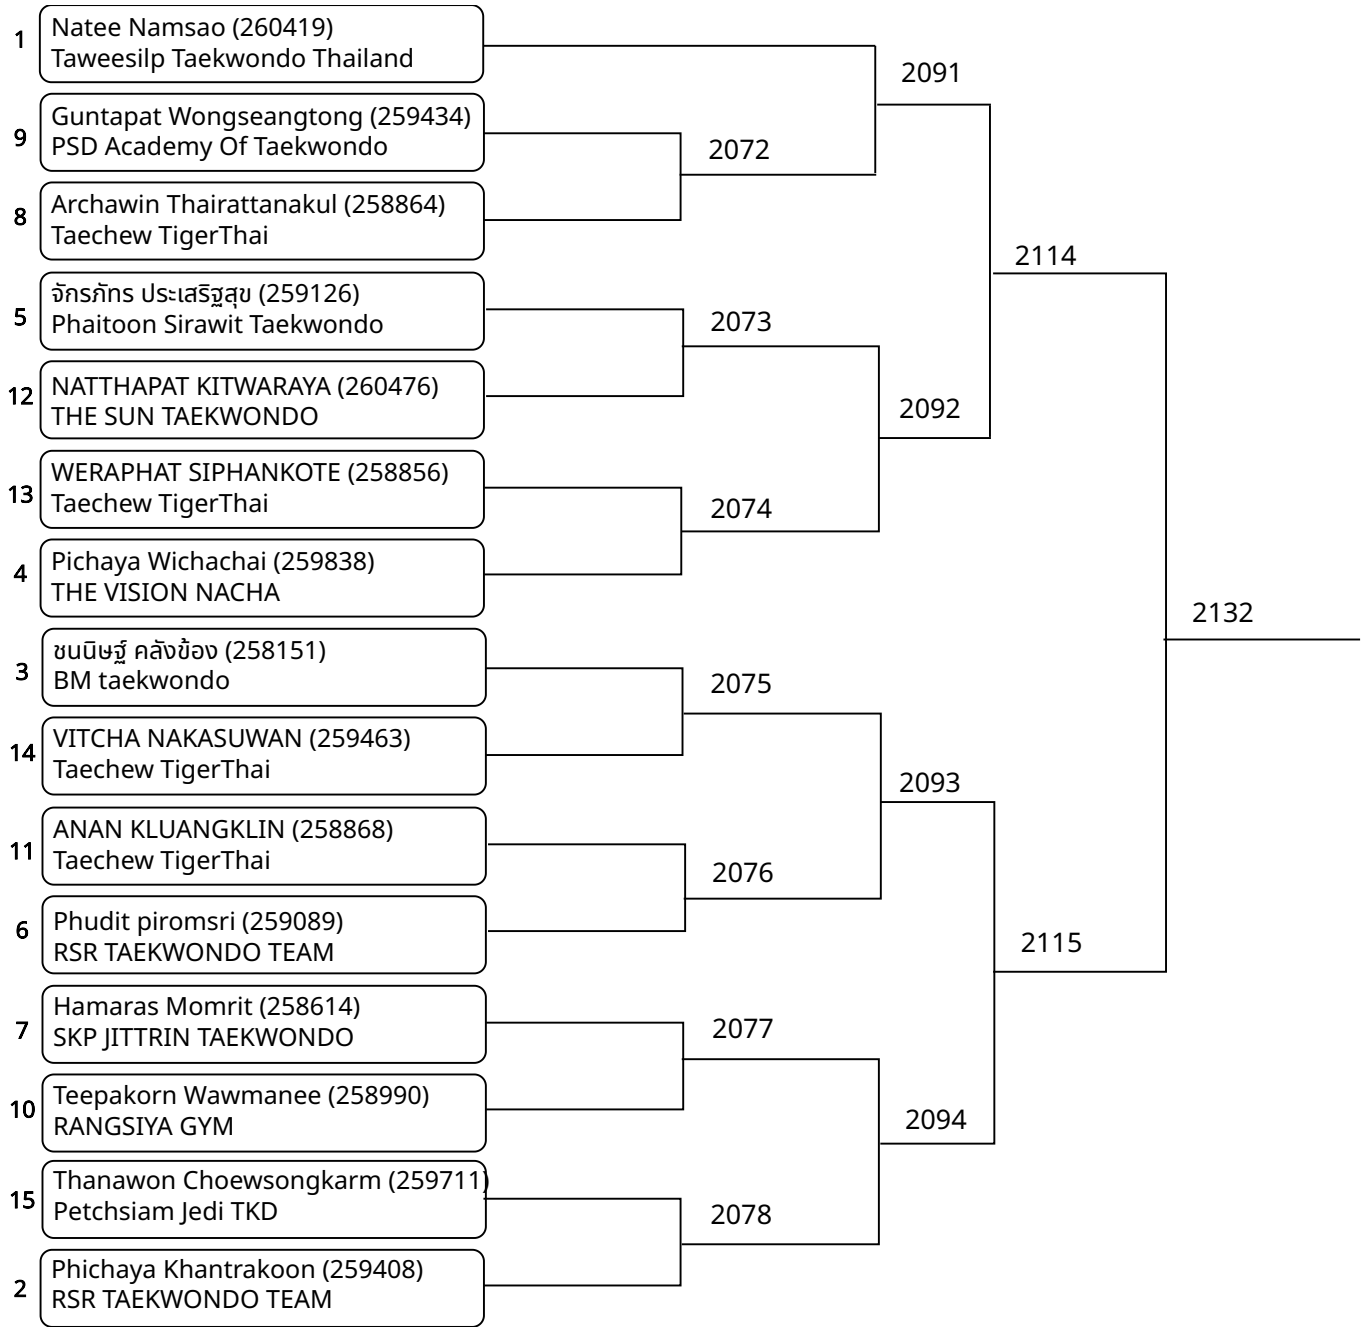 1
Natee Namsao (260419)
Taweesilp Taekwondo Thailand
9
Guntapat Wongseangtong (259434)
PSD Academy Of Taekwondo
8
Archawin Thairattanakul (258864)
Taechew TigerThai
5
จักรภัทร ประเสริฐสุข (259126)
Phaitoon Sirawit Taekwondo
12
NATTHAPAT KITWARAYA (260476)
THE SUN TAEKWONDO
13
WERAPHAT SIPHANKOTE (258856)
Taechew TigerThai
4
Pichaya Wichachai (259838)
THE VISION NACHA
3
ชนนิษฐ์ คลังข้อง (258151)
BM taekwondo
14
VITCHA NAKASUWAN (259463)
Taechew TigerThai
11
ANAN KLUANGKLIN (258868)
Taechew TigerThai
6
Phudit piromsri (259089)
RSR TAEKWONDO TEAM
7
Hamaras Momrit (258614)
SKP JITTRIN TAEKWONDO
10
Teepakorn Wawmanee (258990)
RANGSIYA GYM
15
Thanawon Choewsongkarm (259711)
Petchsiam Jedi TKD
2
Phichaya Khantrakoon (259408)
RSR TAEKWONDO TEAM
2072
2073
2074
2075
2076
2077
2078
2091
2092
2093
2094
2114
2115
2132